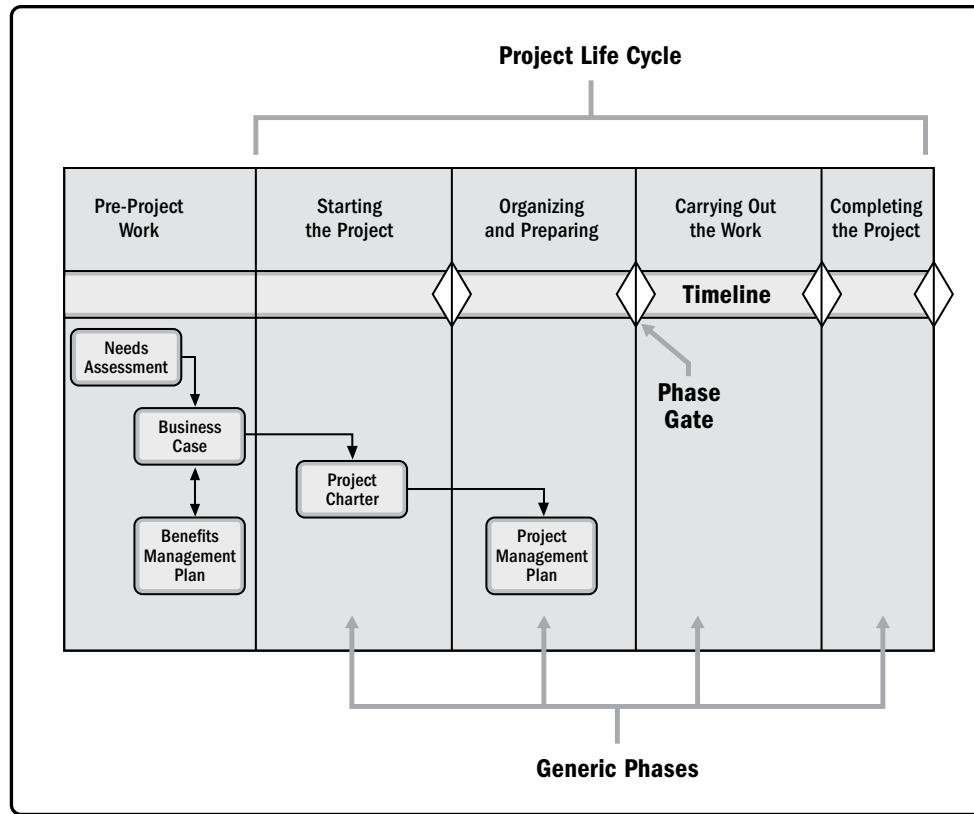 Project Life Cycle
Pre-Project
Work
Starting
the Project
Organizing
and Preparing
Carrying Out
the Work
Completing
the Project
Timeline
Needs
Assessment
Business
Case
Benefits
Management
Plan
Project
Charter
Project
Management
Plan
Phase
Gate
Generic Phases